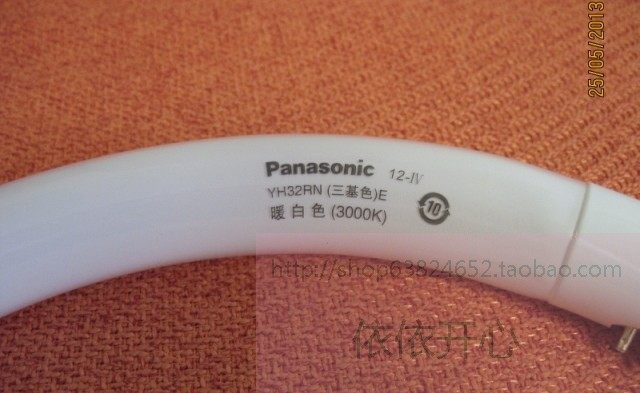 25/05/2013
Panasonic 12-IV
YH32RN (三基色)E
暖白色 (3000K)
10
http://shop63824652.taobao.com
依依开心